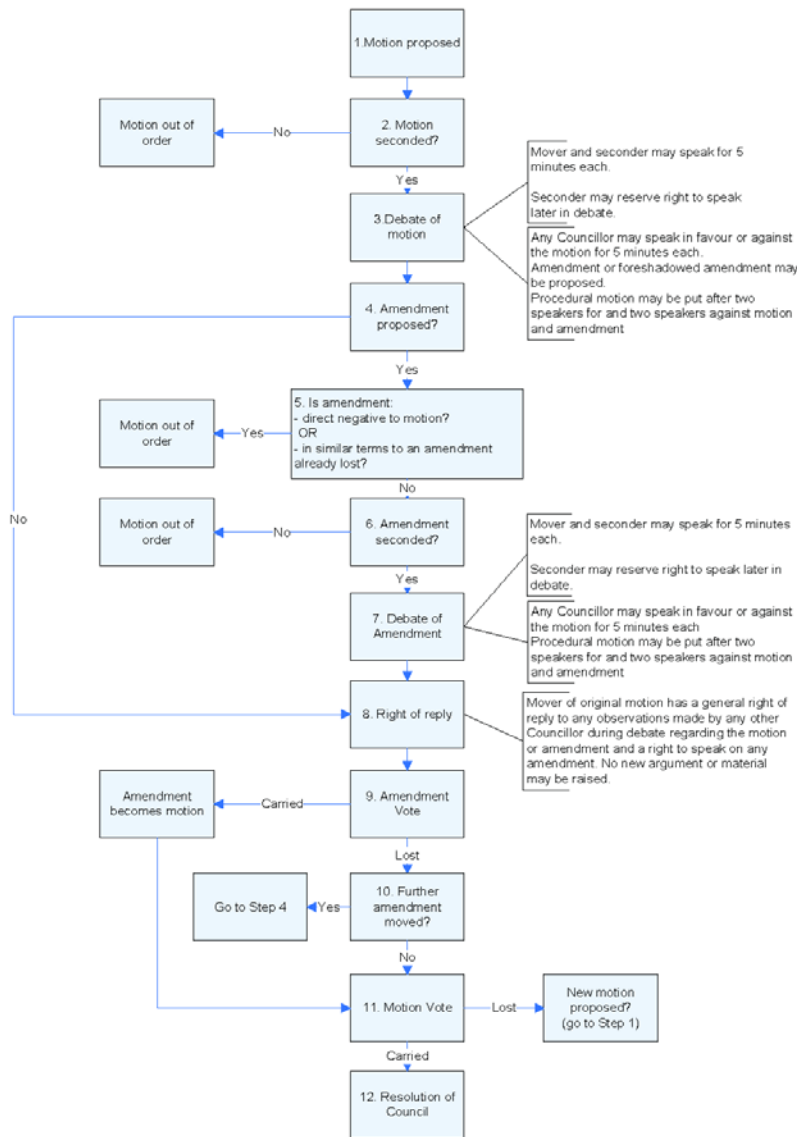 1.Motion proposed
Motion out of
order
No
2. Motion
seconded?
Mover and seconder may speak for 5
minutes each.
Seconder may reserve right to speak
later in debate.
Yes
3.Debate of
motion
Any Councillor may speak in favour or against
the motion for 5 minutes each.
Amendment or foreshadowed amendment may
be proposed.
Procedural motion may be put after two
speakers for and two speakers against motion
and amendment
4. Amendment
proposed?
Yes
5. Is amendment:
- direct negative to motion?
OR
- in similar terms to an amendment
already lost?
Motion out of
order
Yes
No
No
Motion out of
order
No
6. Amendment
seconded?
Mover and seconder may speak for 5 minutes
each.
Seconder may reserve right to speak later in
debate.
Yes
7. Debate of
Amendment
Any Councillor may speak in favour or against
the motion for 5 minutes each
Procedural motion may be put after two
speakers for and two speakers against motion
and amendment
8. Right of reply
Mover of original motion has a general right of
reply to any observations made by any other
Councillor during debate regarding the motion
or amendment and a right to speak on any
amendment. No new argument or material
may be raised.
Amendment
becomes motion
Carried
9. Amendment
Vote
Lost
Go to Step 4
Yes
10. Further
amendment
moved?
No
11. Motion Vote
Lost
New motion
proposed?
(go to Step 1)
Carried
12. Resolution of
Council